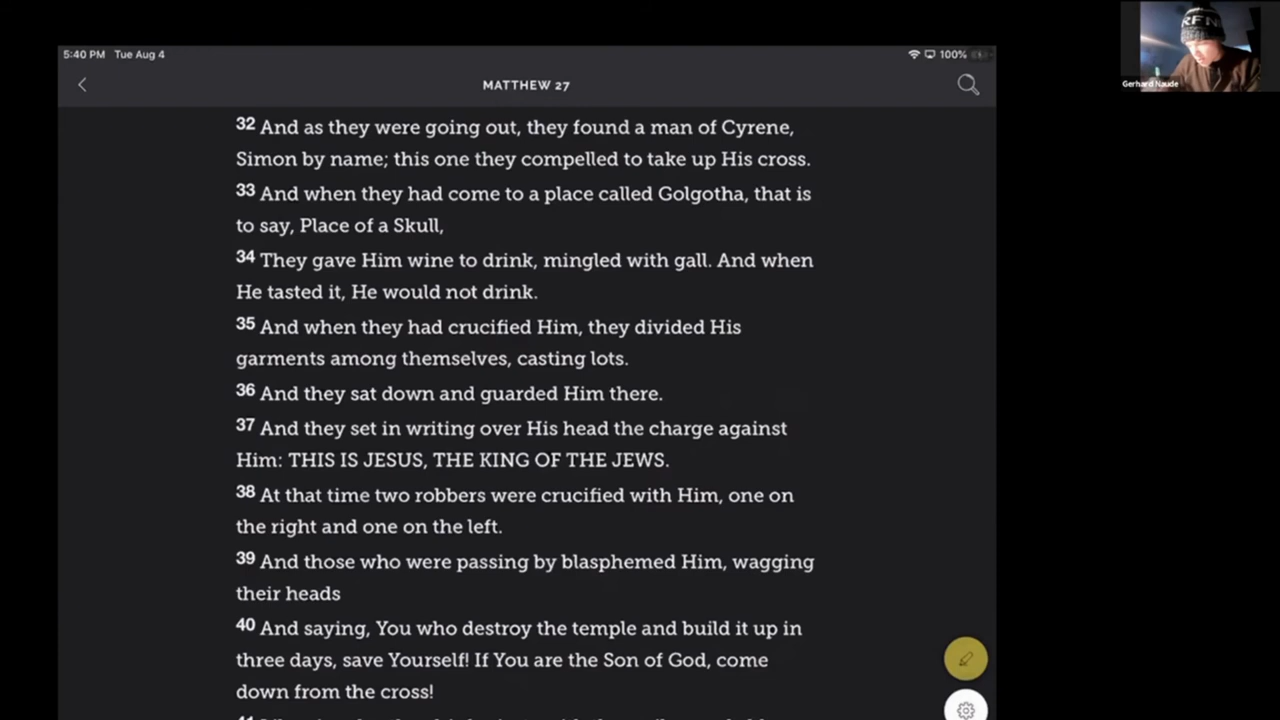 5:40 PM Tue Aug 4
100%
MATTHEW 27
32 And as they were going out, they found a man of Cyrene,
Simon by name; this one they compelled to take up His cross.
33 And when they had come to a place called Golgotha, that is
to say, Place of a Skull,
34 They gave Him wine to drink, mingled with gall. And when
He tasted it, He would not drink.
35 And when they had crucified Him, they divided His
garments among themselves, casting lots.
36 And they sat down and guarded Him there.
37 And they set in writing over His head the charge against
Him: THIS IS JESUS, THE KING OF THE JEWS.
38 At that time two robbers were crucified with Him, one on
the right and one on the left.
39 And those who were passing by blasphemed Him, wagging
their heads
40 And saying, You who destroy the temple and build it up in
three days, save Yourself! If You are the Son of God, come
down from the cross!
Gerhard Naude